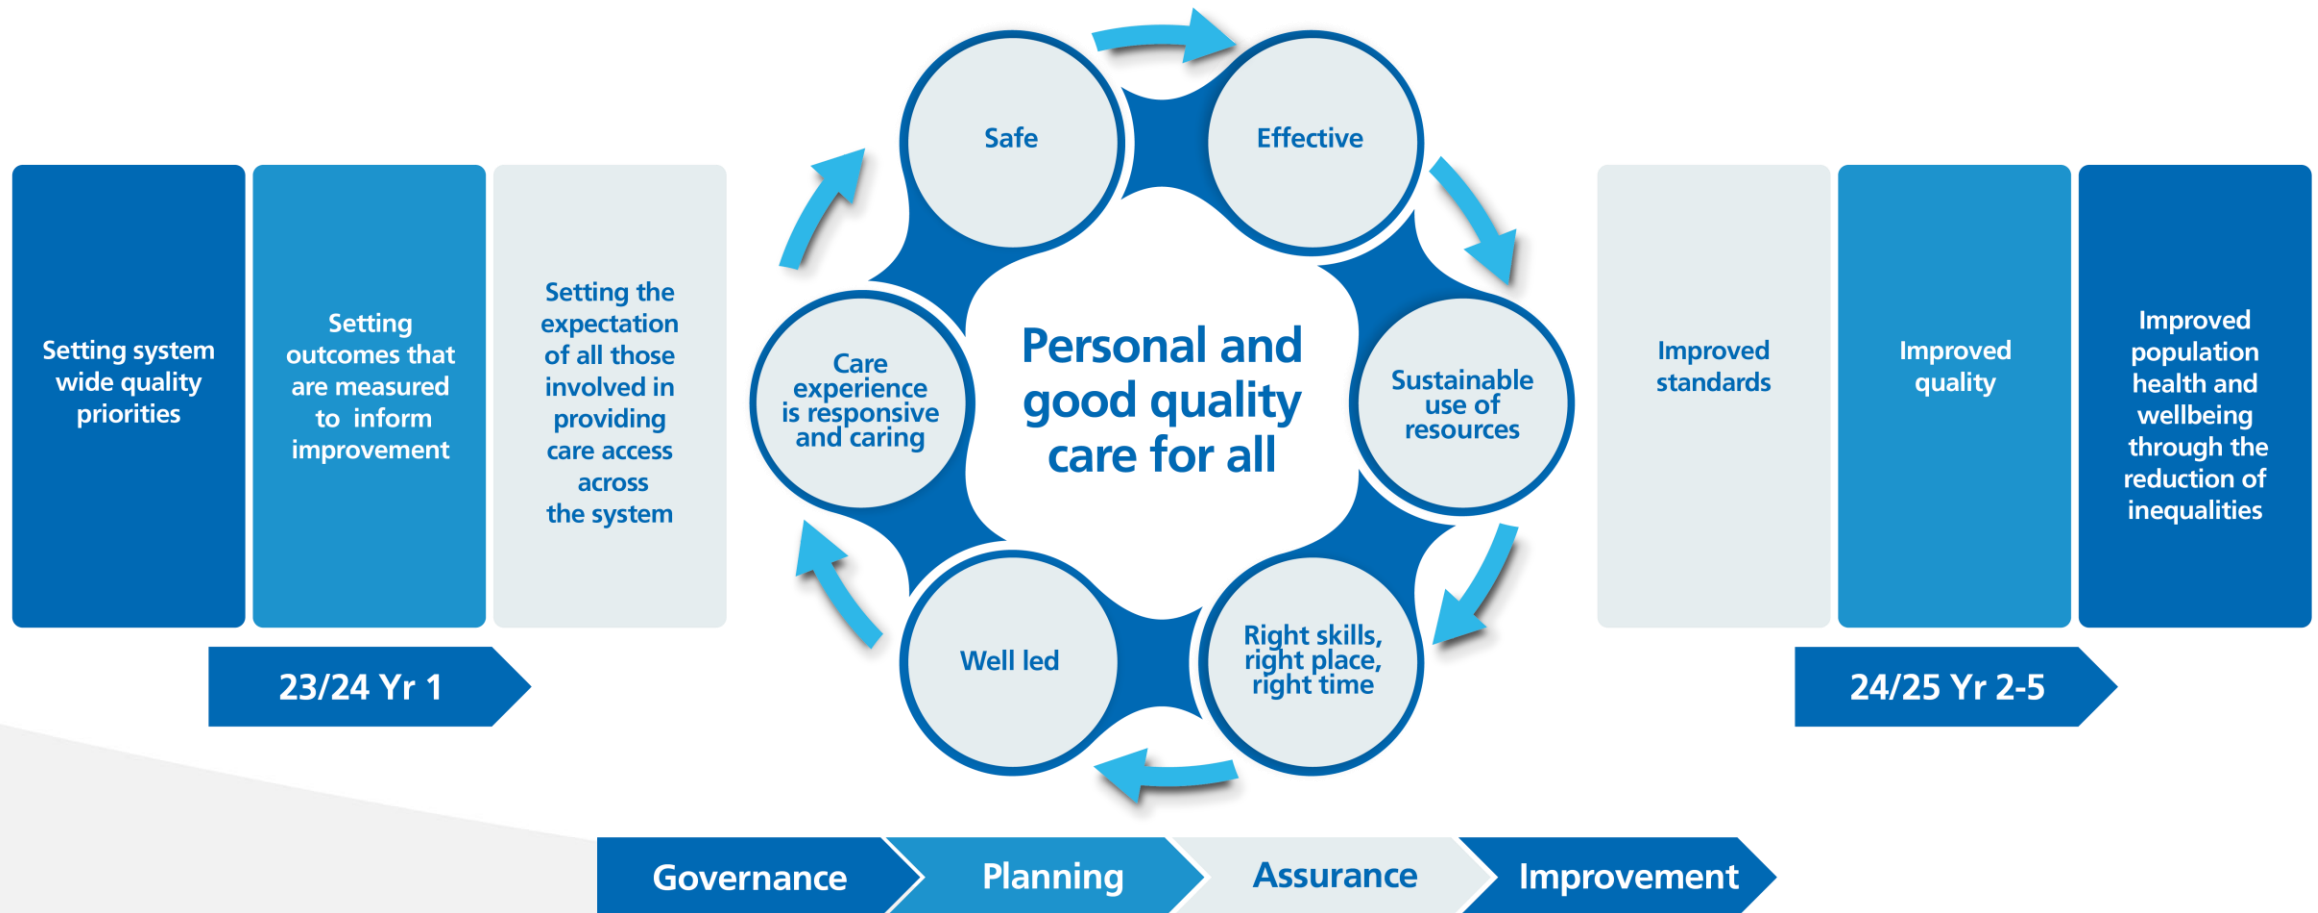 Setting system
wide quality
priorities
Setting
outcomes that
are measured
to inform
improvement
Setting the
expectation
of all those
involved in
providing
care access
across
the system
23/24 Yr 1
Safe
Effective
Care
experience
is responsive
and caring
Personal and
good quality
care for all
Sustainable
use of
resources
Well led
Right skills,
right place,
right time
Improved
standards
Improved
quality
Improved
population
health and
wellbeing
through the
reduction of
inequalities
24/25 Yr 2-5
Governance
Planning
Assurance
Improvement